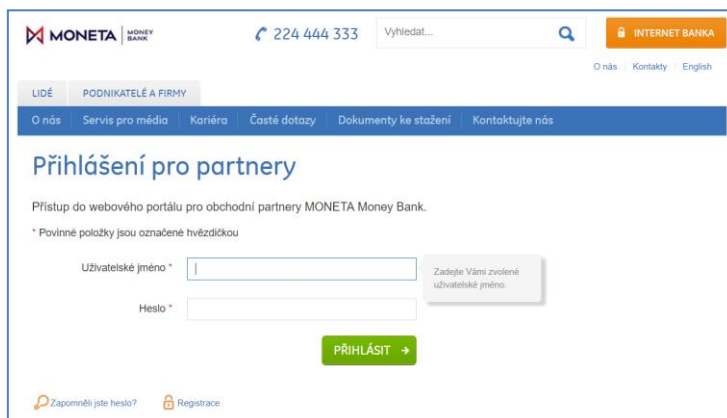 MONETA MONEY BANK
224 444 333
Vyhledat...
INTERNET BANKA
O nás Kontakty English
LIDÉ PODNIKATELÉ A FIRMY
O nás Servis pro média Kariéra Časté dotazy Dokumenty ke stažení Kontaktujte nás
Přihlášení pro partnery
Přístup do webového portálu pro obchodní partnery MONETA Money Bank.
* Povinné položky jsou označené hvězdičkou
Uživatelské jméno *
Zadejte Vámi zvolené
uživatelské jméno.
Heslo *
PŘIHLÁSIT
Zapomněli jste heslo? Registrace